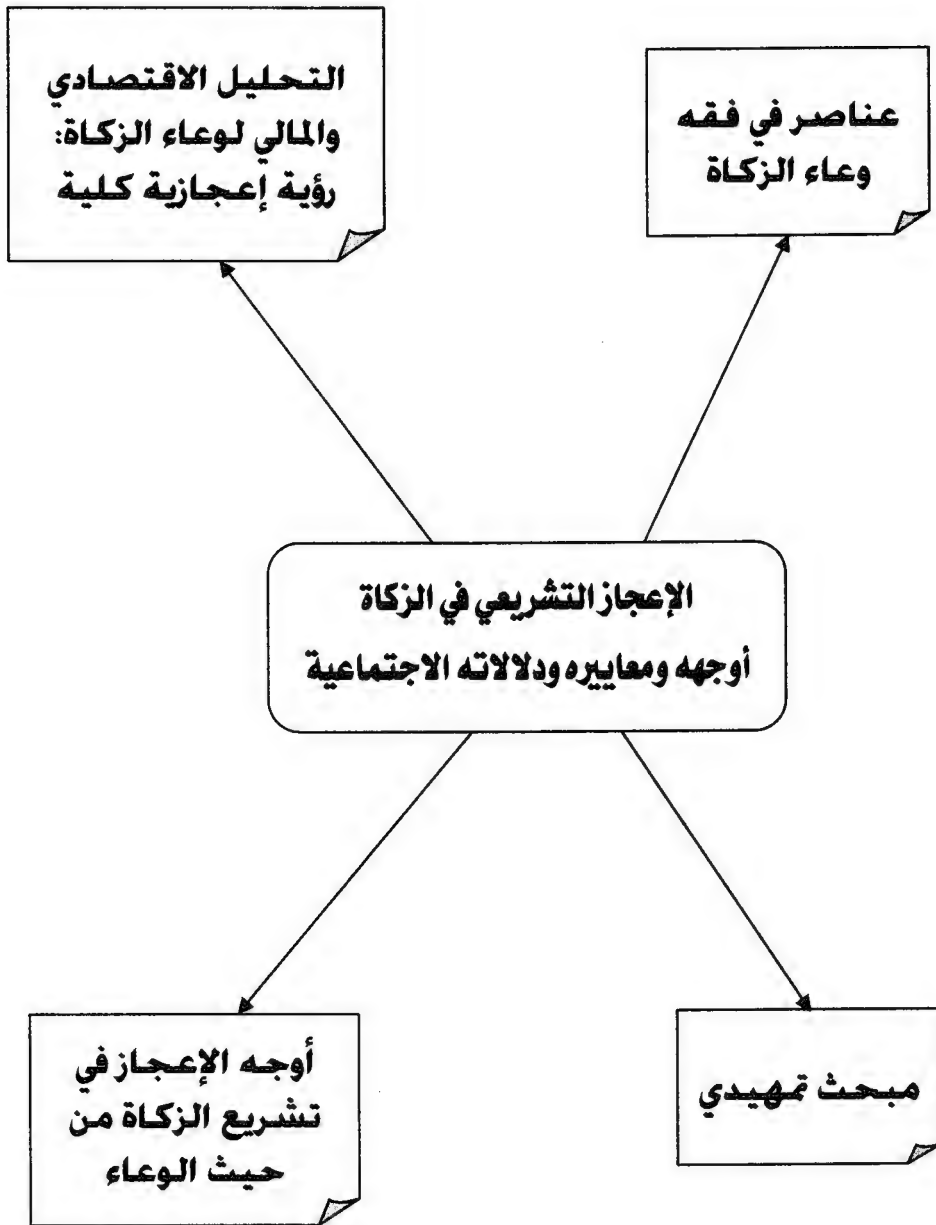 عناصر في فقه
وعاء الزكاة
التحليل الاقتصادي
والمالي لوعاء الزكاة:
رؤية إعجازية كلية
الإعجاز التشريعي في الزكاة
أوجهه ومعاييره ودلالاته الاجتماعية
مبحث تمهيدي
أوجه الإعجاز في
تشريع الزكاة من
حيث الوعاء